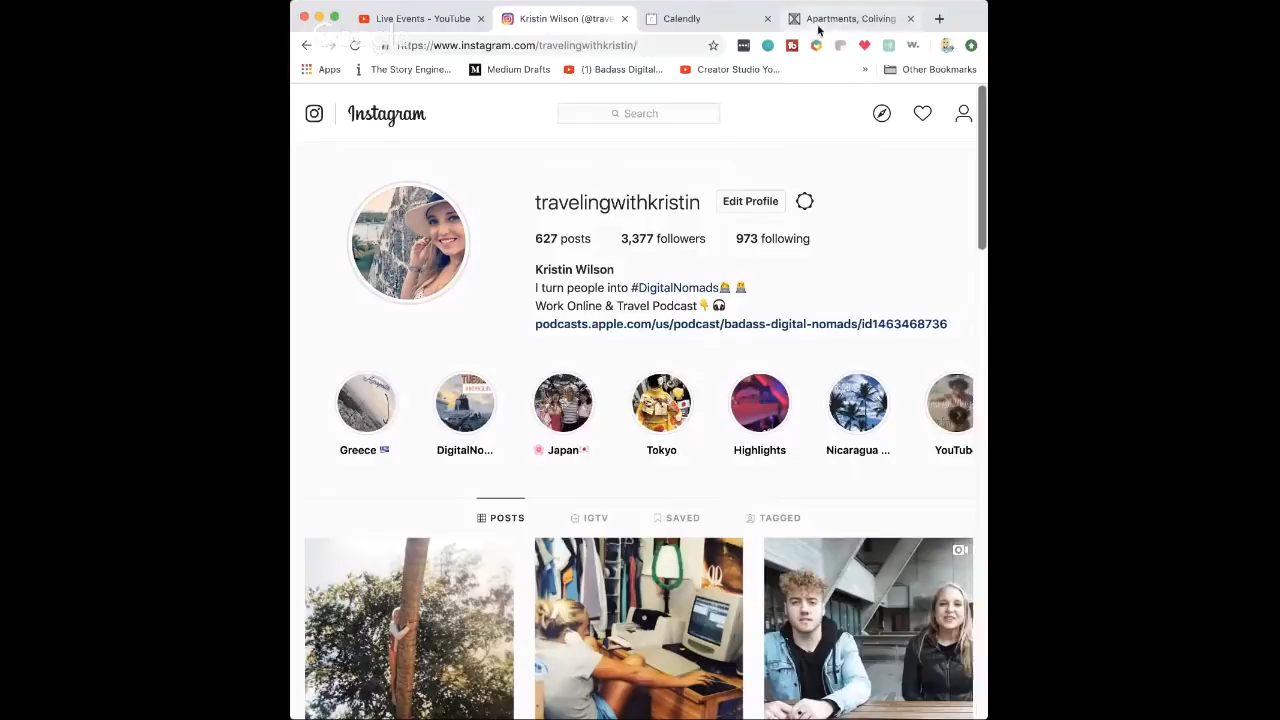 Live Events - YouTube
Kristin Wilson (@trave
Calendly
Apartments, Coliving
https://www.instagram.com/travelingwithkristin/
Apps
The Story Engine...
Medium Drafts
(1) Badass Digital...
Creator Studio Yo...
Other Bookmarks
Instagram
Search
travelingwithkristin
Edit Profile
627 posts
3,377 followers
973 following
Kristin Wilson
I turn people into #DigitalNomads
Work Online & Travel Podcast
podcasts.apple.com/us/podcast/badass-digital-nomads/id1463468736
Greece
DigitalNo...
Japan
Tokyo
Highlights
Nicaragua ...
YouTub
POSTS
IGTV
SAVED
TAGGED